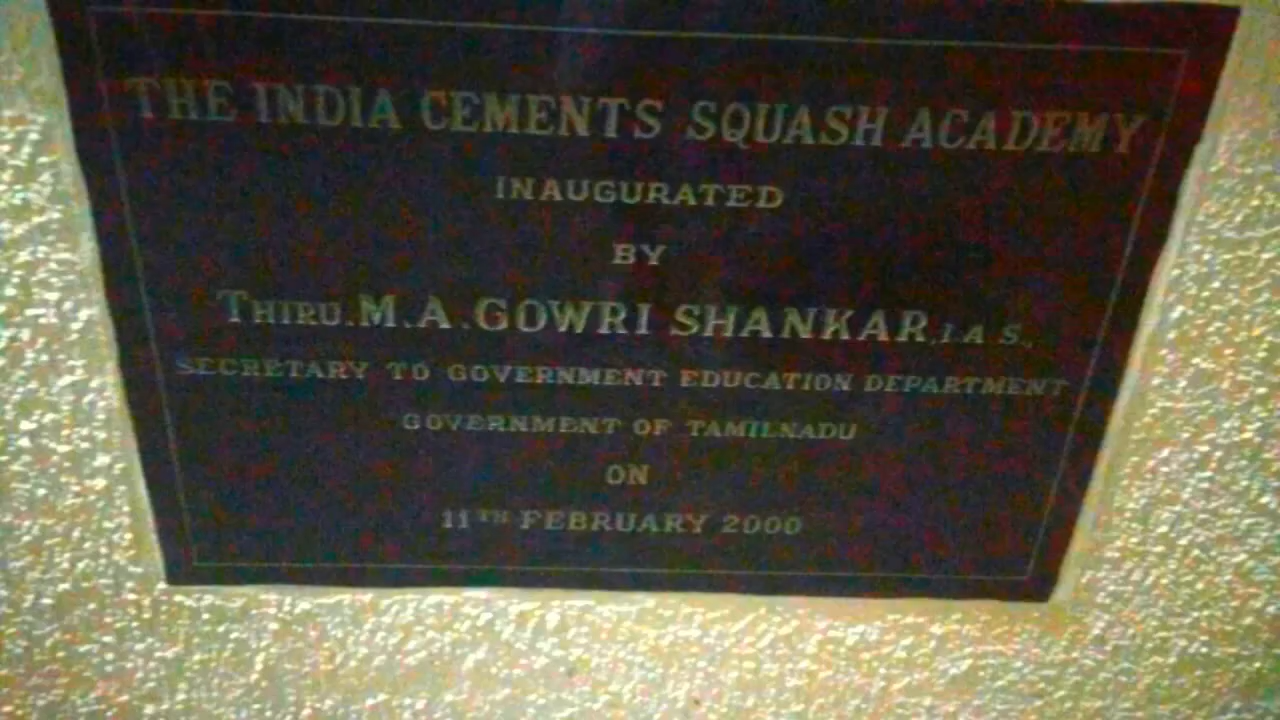 THE INDIA CEMENTS SQUASH ACADEMY
INAUGURATED
BY
THIRU.M.A.GOWRI SHANKAR,I.A.S.,
SECRETARY TO GOVERNMENT EDUCATION DEPARTMENT
GOVERNMENT OF TAMILNADU
ON
11TH FEBRUARY 2000